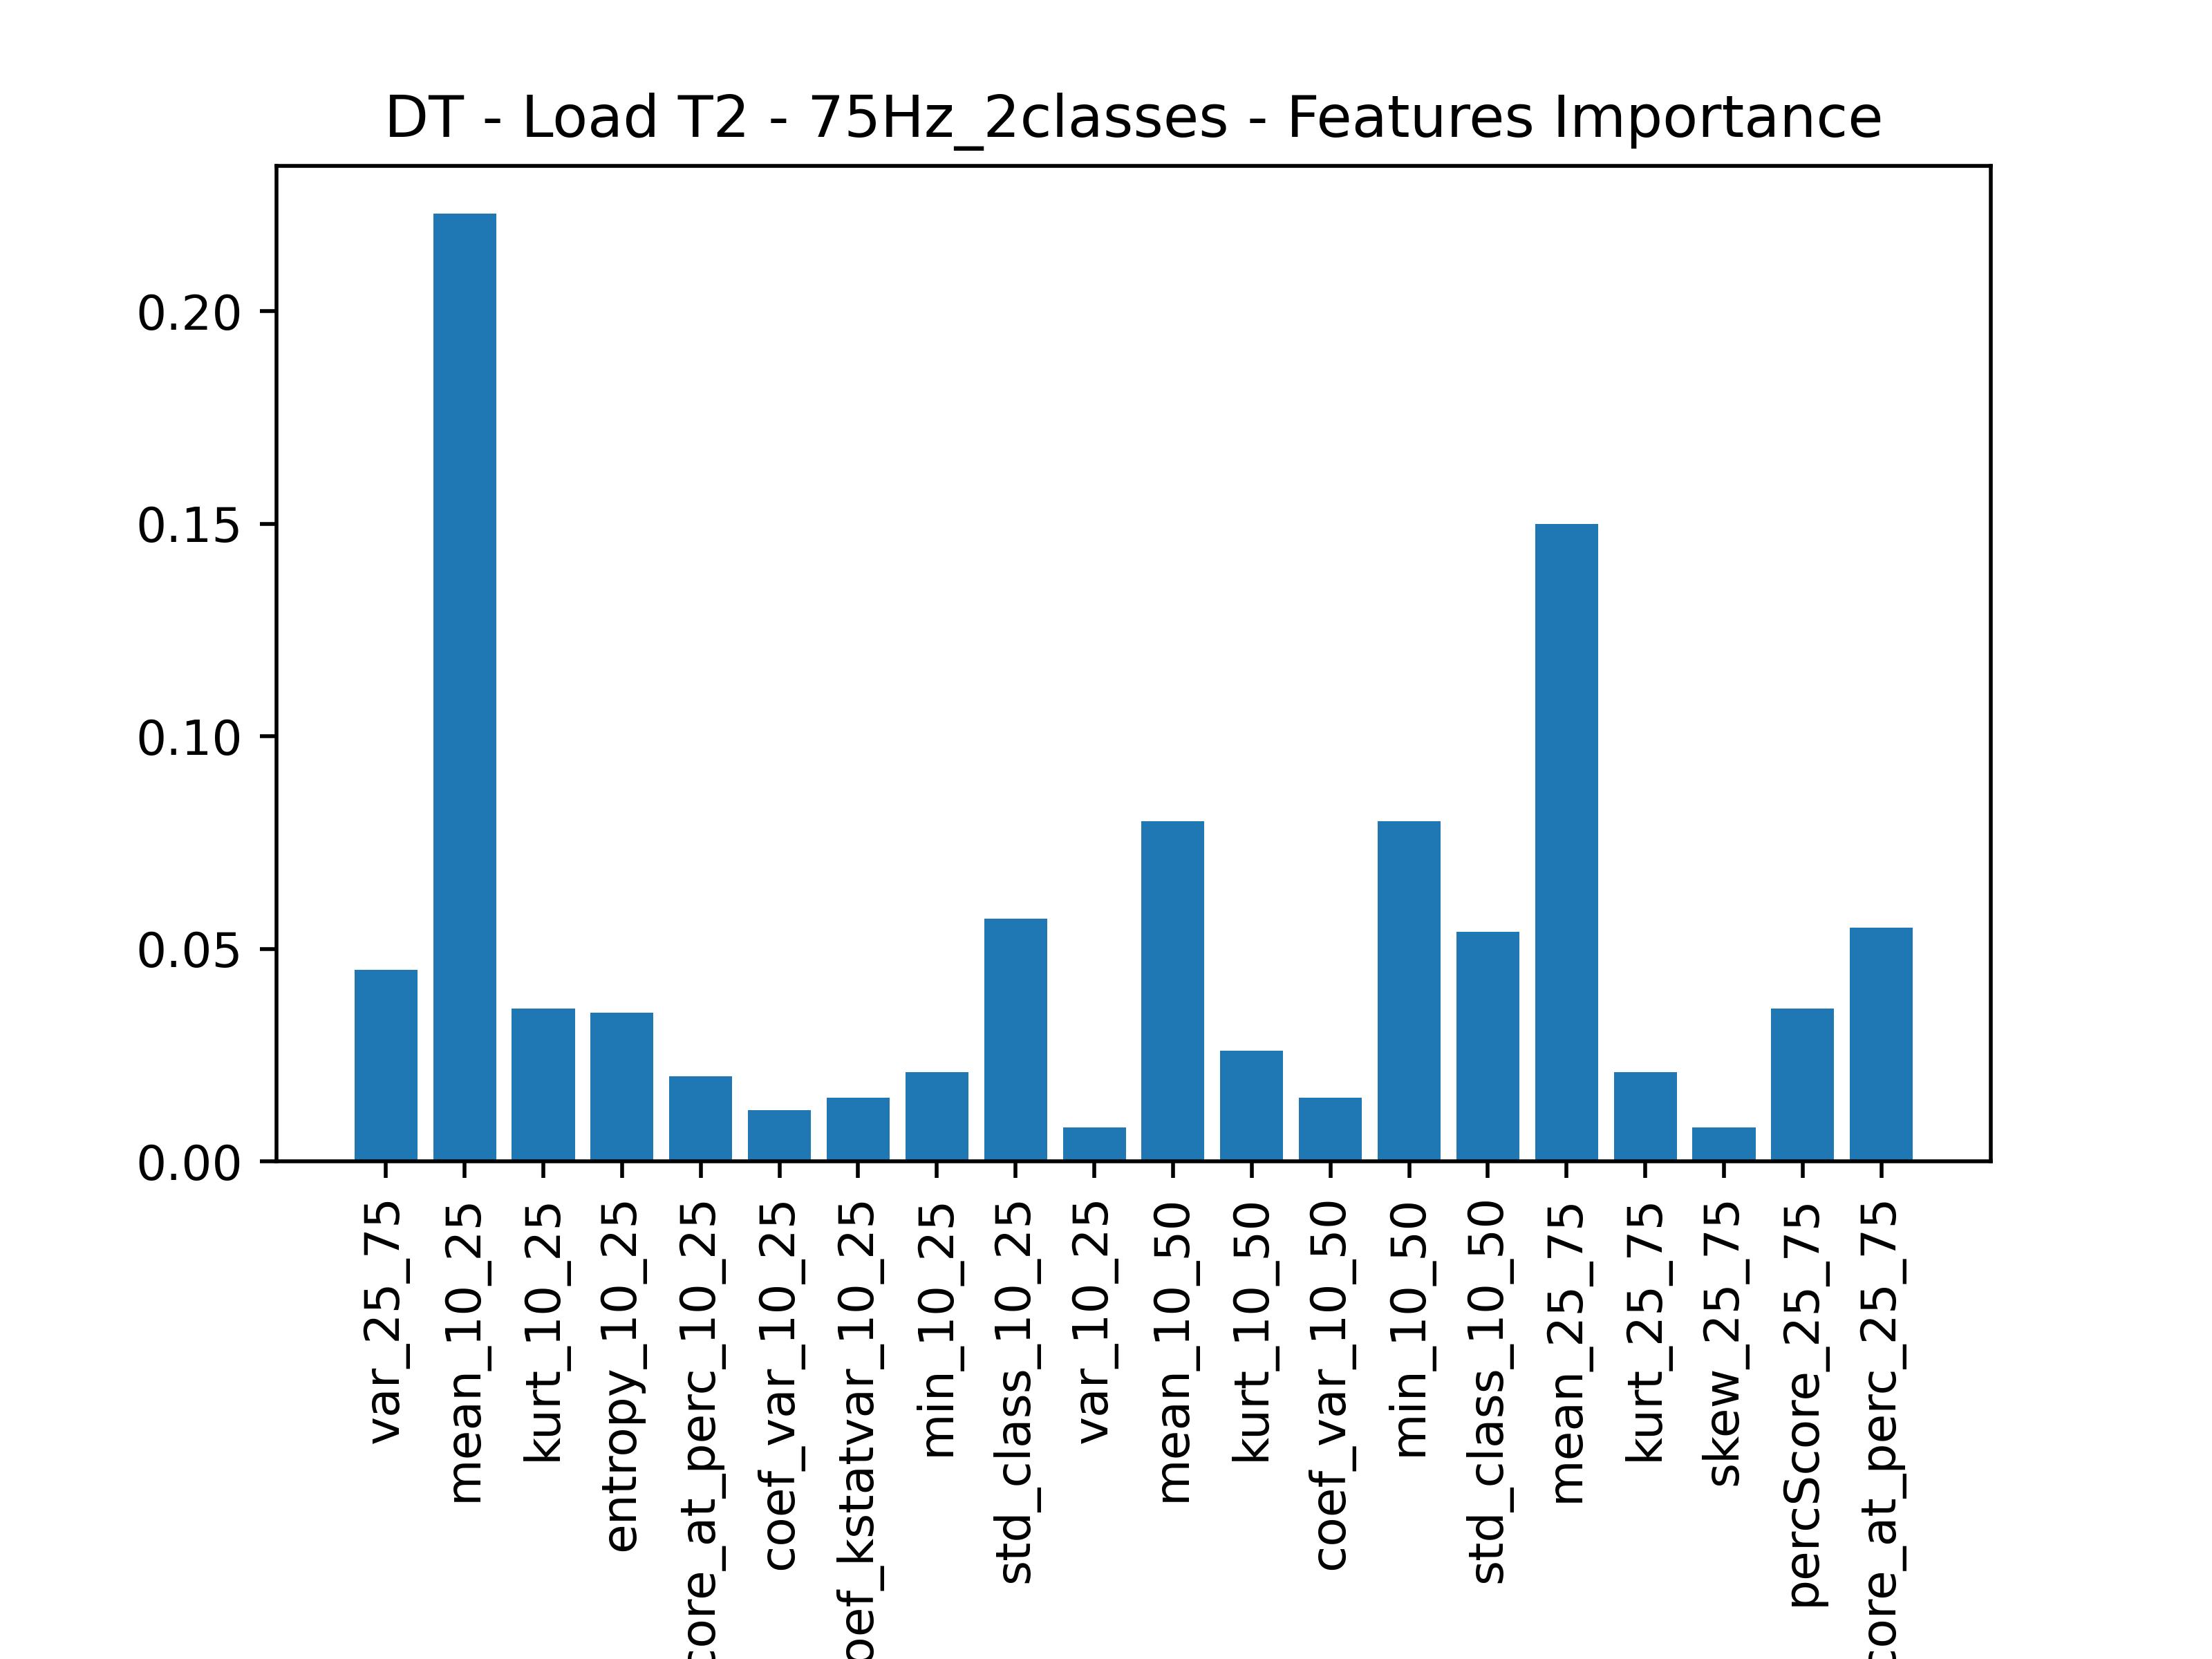 DT - Load T2 - 75Hz_2classes - Features Importance
0.20
0.15
0.10
0.05
0.00
var_25_75
mean_10_25
kurt_10_25
entropy_10_25
core_at_perc_10_25
coef_var_10_25
oef_kstatvar_10_25
min_10_25
std_class_10_25
var_10_25
mean_10_50
kurt_10_50
coef_var_10_50
min_10_50
std_class_10_50
mean_25_75
kurt_25_75
skew_25_75
percScore_25_75
core_at_perc_25_75